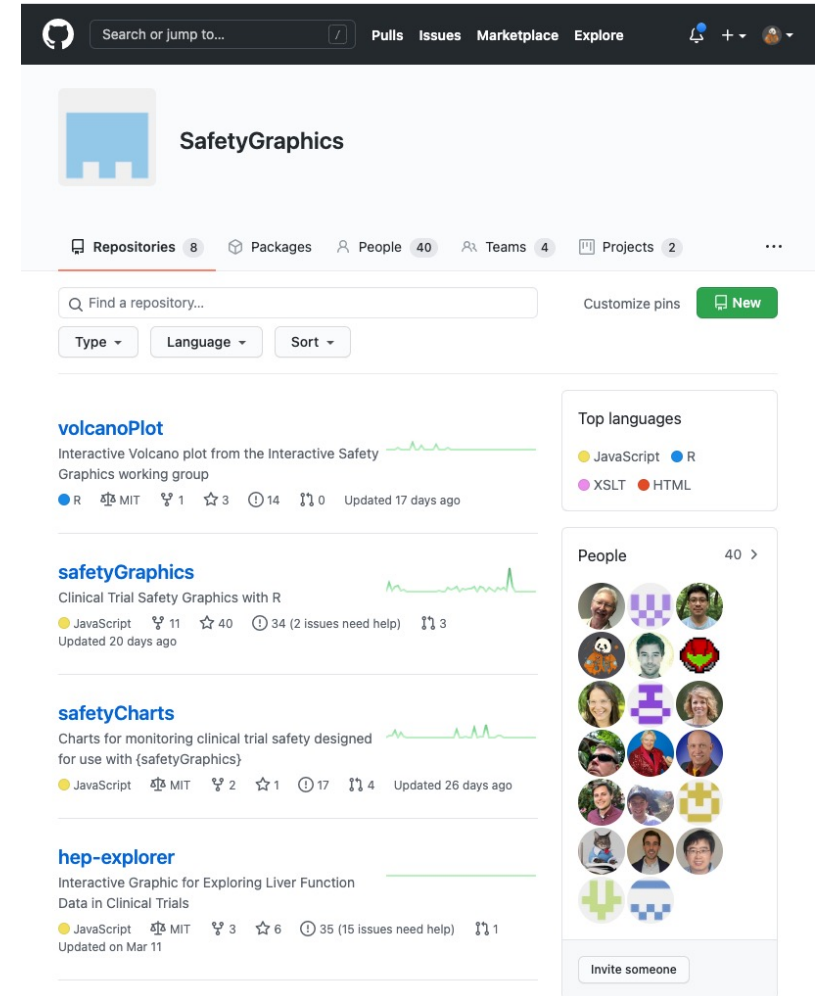 Search or jump to... /
Pulls Issues Marketplace Explore
SafetyGraphics
Repositories 8 Packages People 40 Teams 4 Projects 2 ...
Find a repository...
Customize pins New
Type Language Sort
volcanoPlot
Interactive Volcano plot from the Interactive Safety
Graphics working group
R MIT 1 3 14 0 Updated 17 days ago
safetyGraphics
Clinical Trial Safety Graphics with R
JavaScript 11 40 34 (2 issues need help) 3
Updated 20 days ago
safetyCharts
Charts for monitoring clinical trial safety designed
for use with {safetyGraphics}
JavaScript MIT 2 1 17 4 Updated 26 days ago
hep-explorer
Interactive Graphic for Exploring Liver Function
Data in Clinical Trials
JavaScript MIT 3 6 35 (15 issues need help) 1
Updated on Mar 11
Top languages
JavaScript R
XSLT HTML
People 40
Invite someone